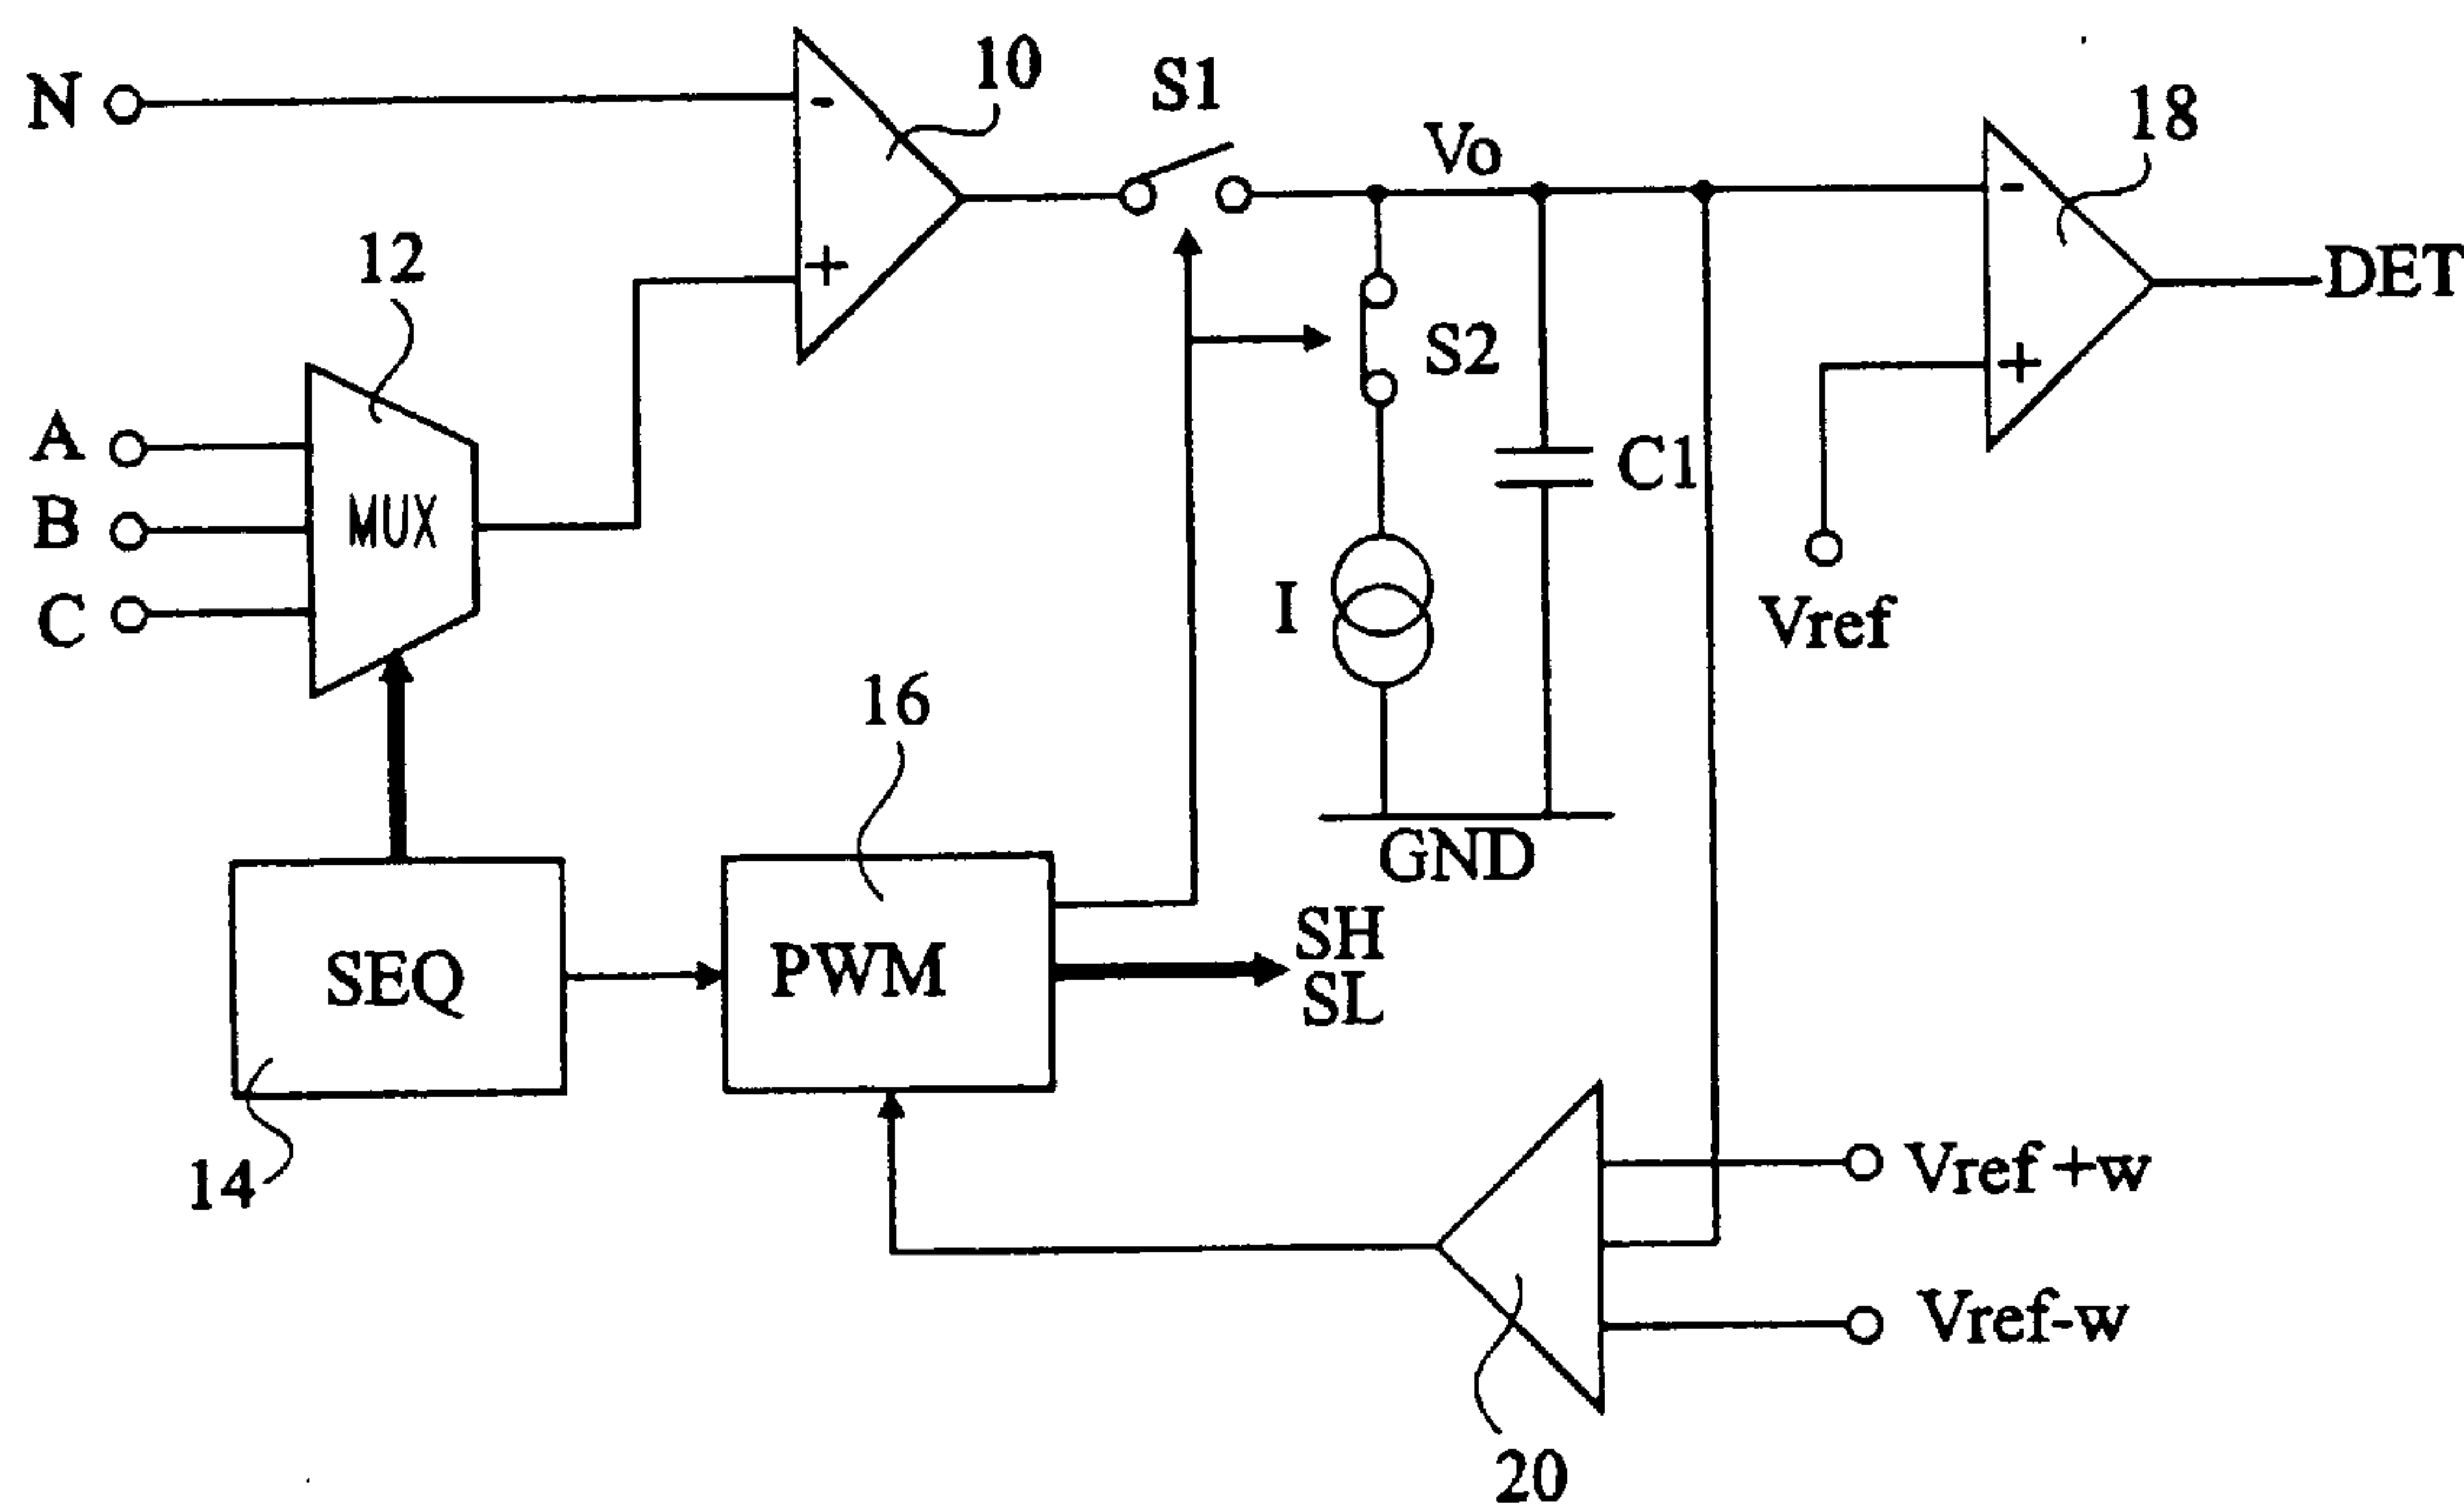 N
-
10
S1
Vo
18
-
DET
12
+
S2
+
A
MUX
C1
B
I
Vref
C
16
GND
SEQ
PWM
SH
SL
14
Vref +w
Vref-w
20